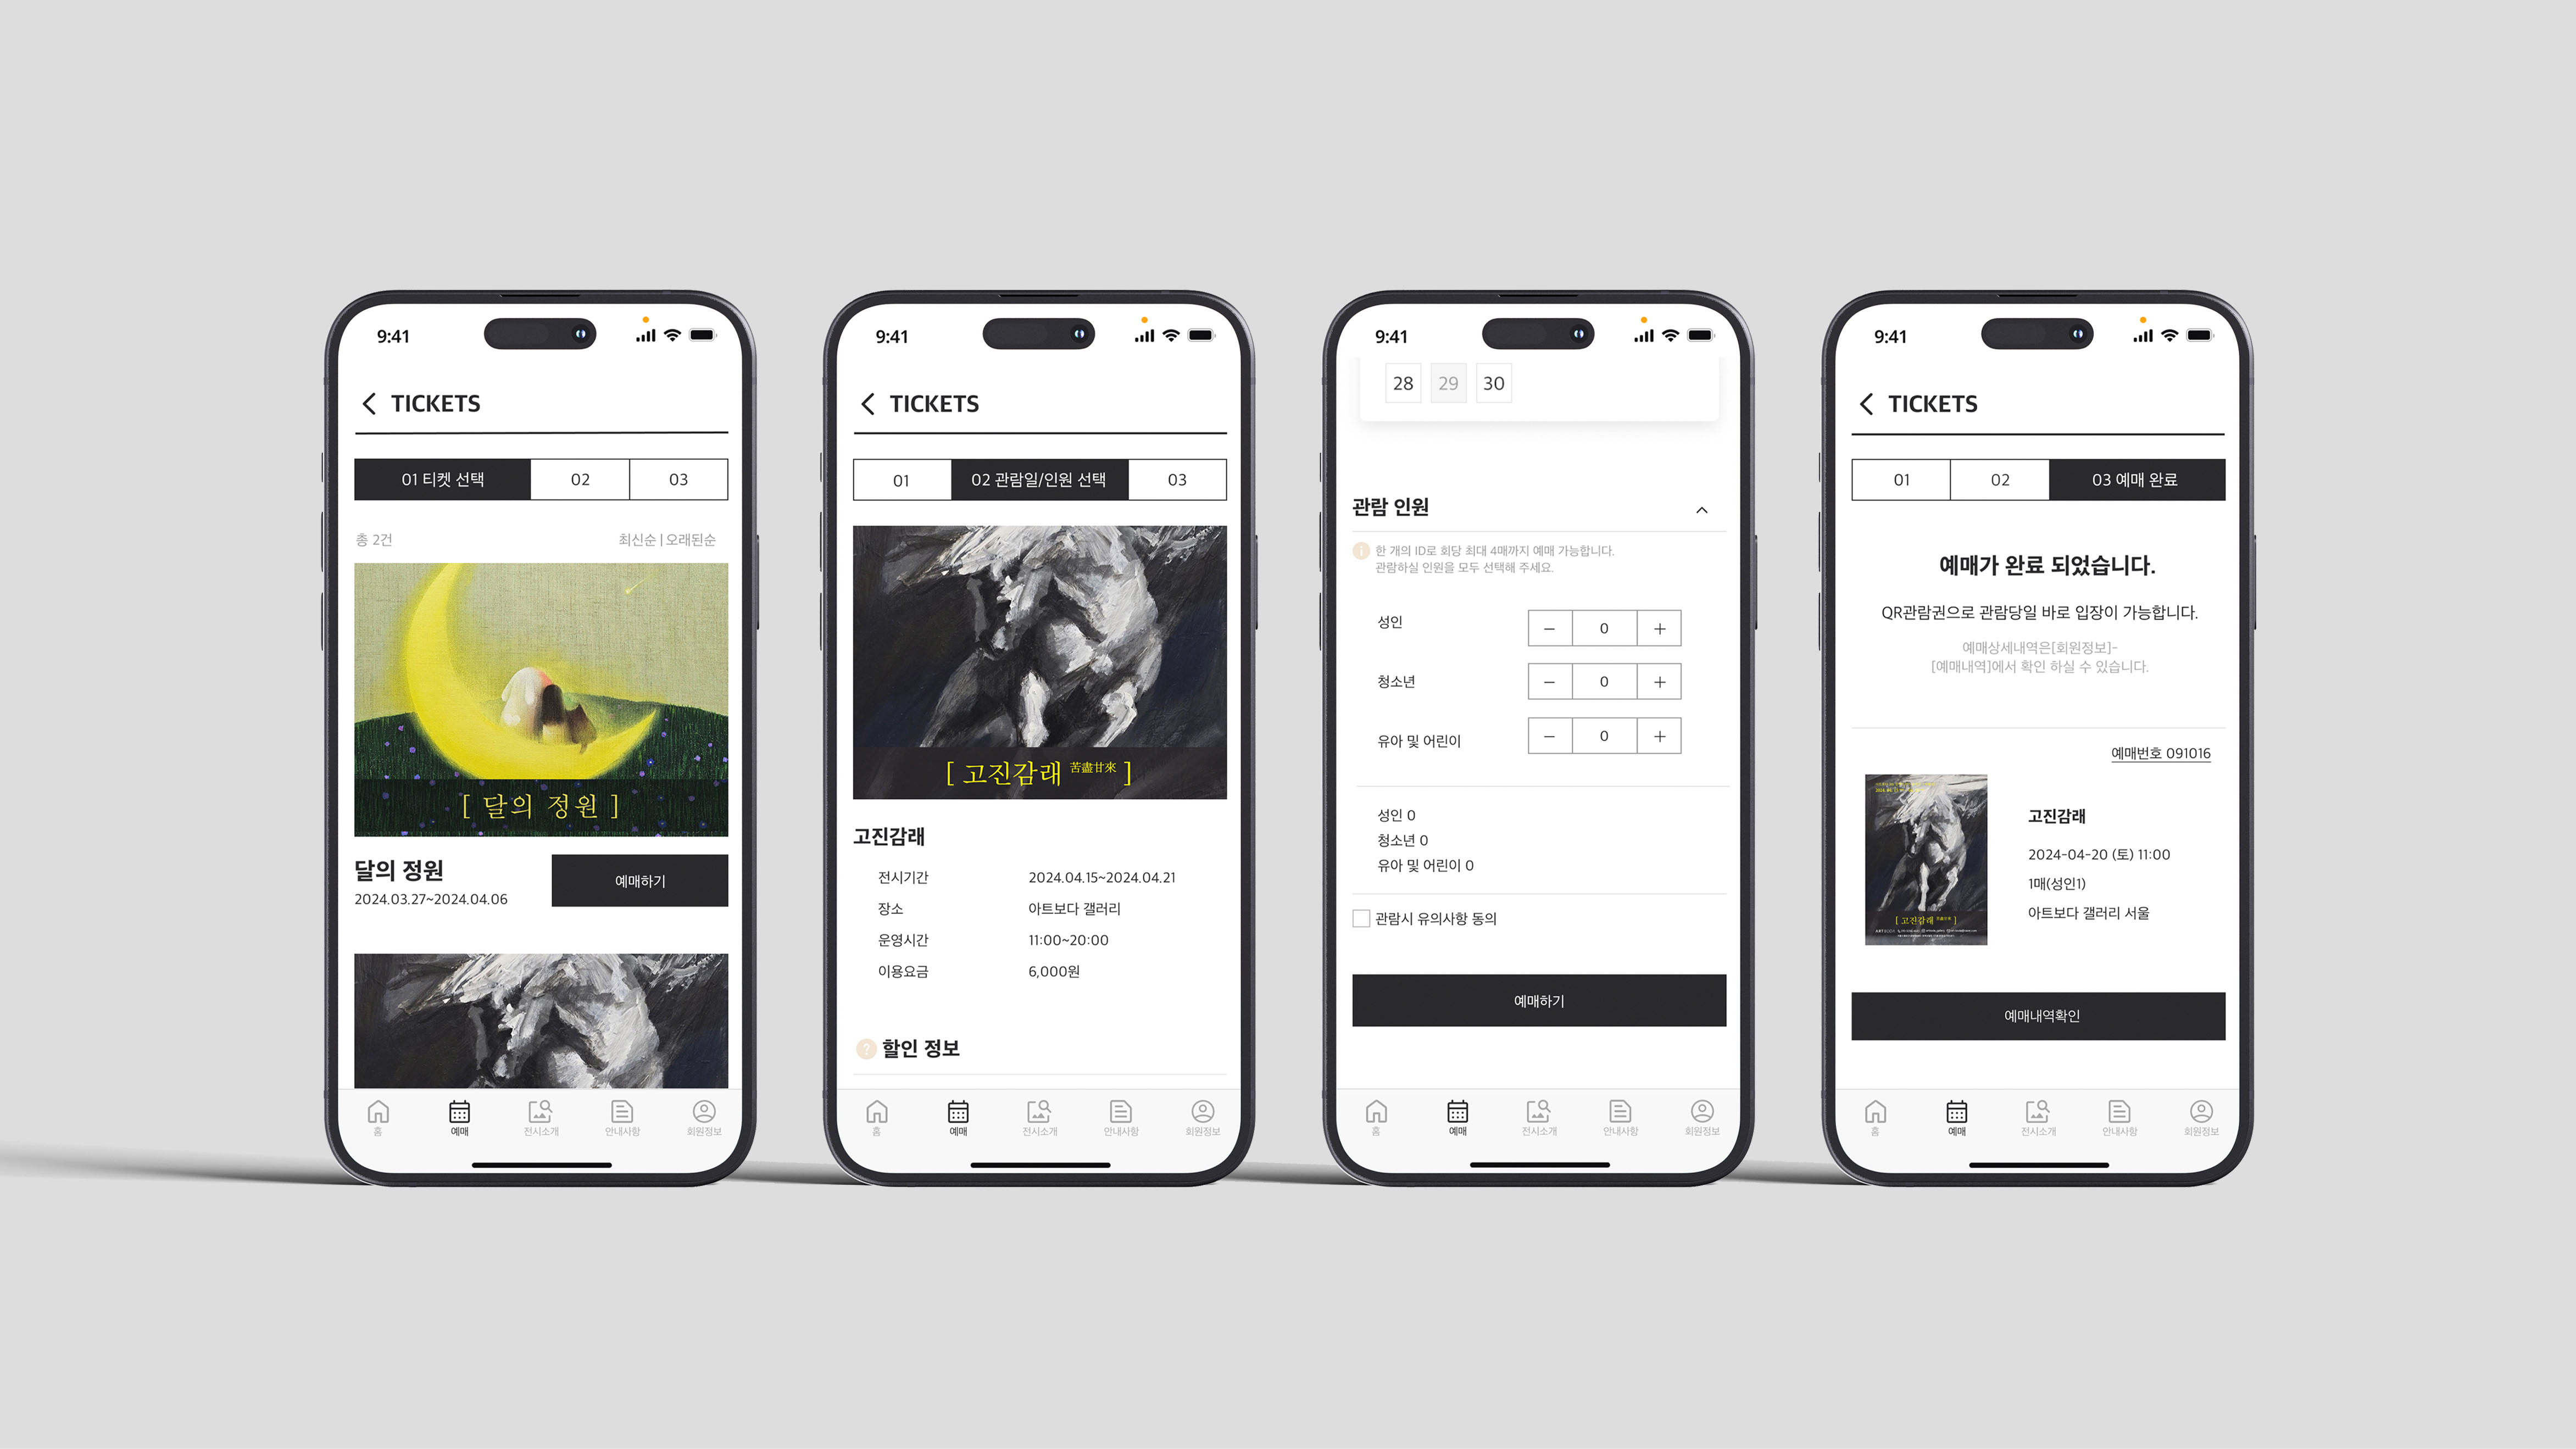 9:41
TICKETS
01 티켓 선택
02
03
총 2건
최신순 | 오래된순
[ 달의 정원 ]
달의 정원
2024.03.27~2024.04.06
예매하기
홈
예매
전시소개
안내사항
회원정보
9:41
TICKETS
01
02 관람일/인원 선택
03
[ 고진감래 苦盡甘來 ]
고진감래
전시기간 2024.04.15~2024.04.21
장소 아트보다 갤러리
운영시간 11:00~20:00
이용요금 6,000원
? 할인 정보
홈
예매
전시소개
안내사항
회원정보
9:41
28 29 30
관람 인원
한 개의 ID로 회당 최대 4매까지 예매 가능합니다.
관람하실 인원을 모두 선택해 주세요.
성인 − 0 +
청소년 − 0 +
유아 및 어린이 − 0 +
성인 0
청소년 0
유아 및 어린이 0
관람시 유의사항 동의
예매하기
홈
예매
전시소개
안내사항
회원정보
9:41
TICKETS
01
02
03 예매 완료
예매가 완료 되었습니다.
QR관람권으로 관람당일 바로 입장이 가능합니다.
예매상세내역은[회원정보]-
[예매내역]에서 확인 하실 수 있습니다.
예매번호 091016
[ 고진감래 苦盡甘來 ]
고진감래
2024-04-20 (토) 11:00
1매(성인1)
아트보다 갤러리 서울
예매내역확인
홈
예매
전시소개
안내사항
회원정보